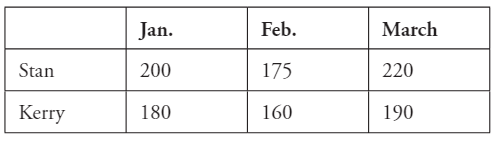 Jan. Feb. March
Stan 200 175 220
Kerry 180 160 190